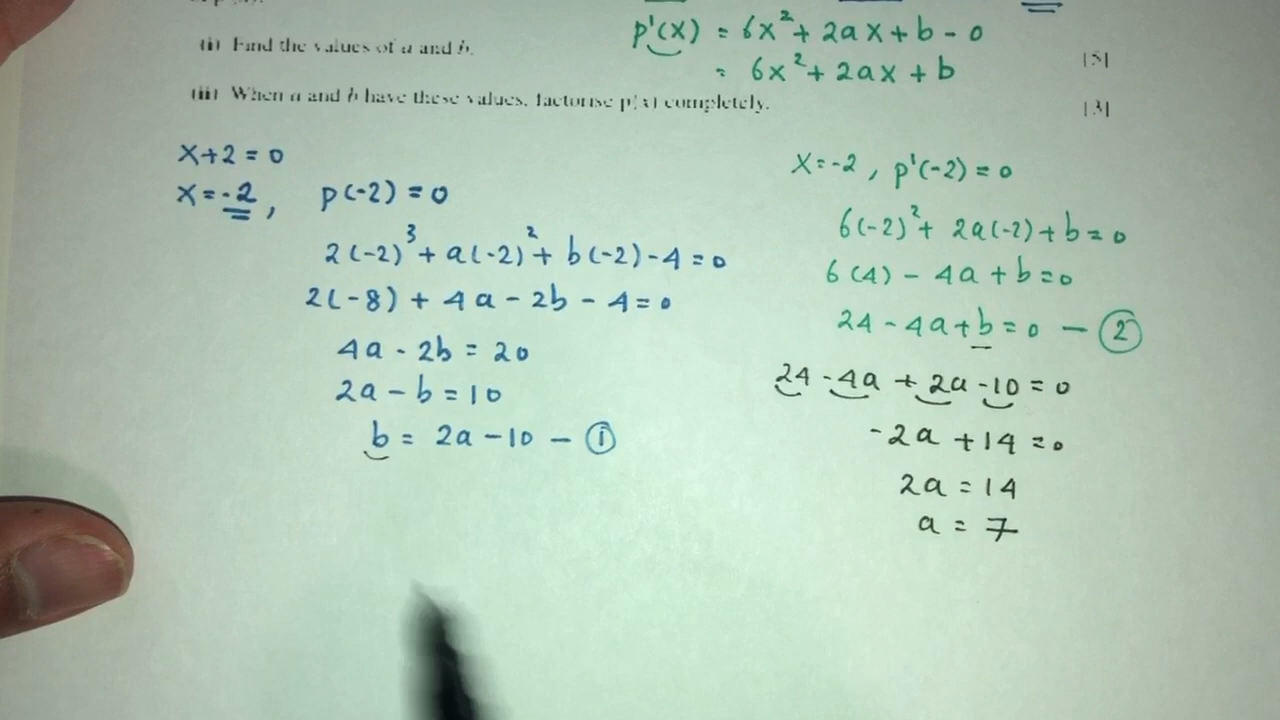 p'(x) = 6x² + 2ax + b - 0
(i) Find the values of a and b.
= 6x² + 2ax + b
[5]
(ii) When a and b have these values, factorise p(x) completely.
[3]
x+2 = 0
x = -2, p(-2) = 0
2(-2)³ + a(-2)² + b(-2) - 4 = 0
2(-8) + 4a - 2b - 4 = 0
4a - 2b = 20
2a - b = 10
b = 2a - 10 - ①
x = -2, p'(-2) = 0
6(-2)² + 2a(-2) + b = 0
6(4) - 4a + b = 0
24 - 4a + b = 0 - ②
24 - 4a + 2a - 10 = 0
-2a + 14 = 0
2a = 14
a = 7